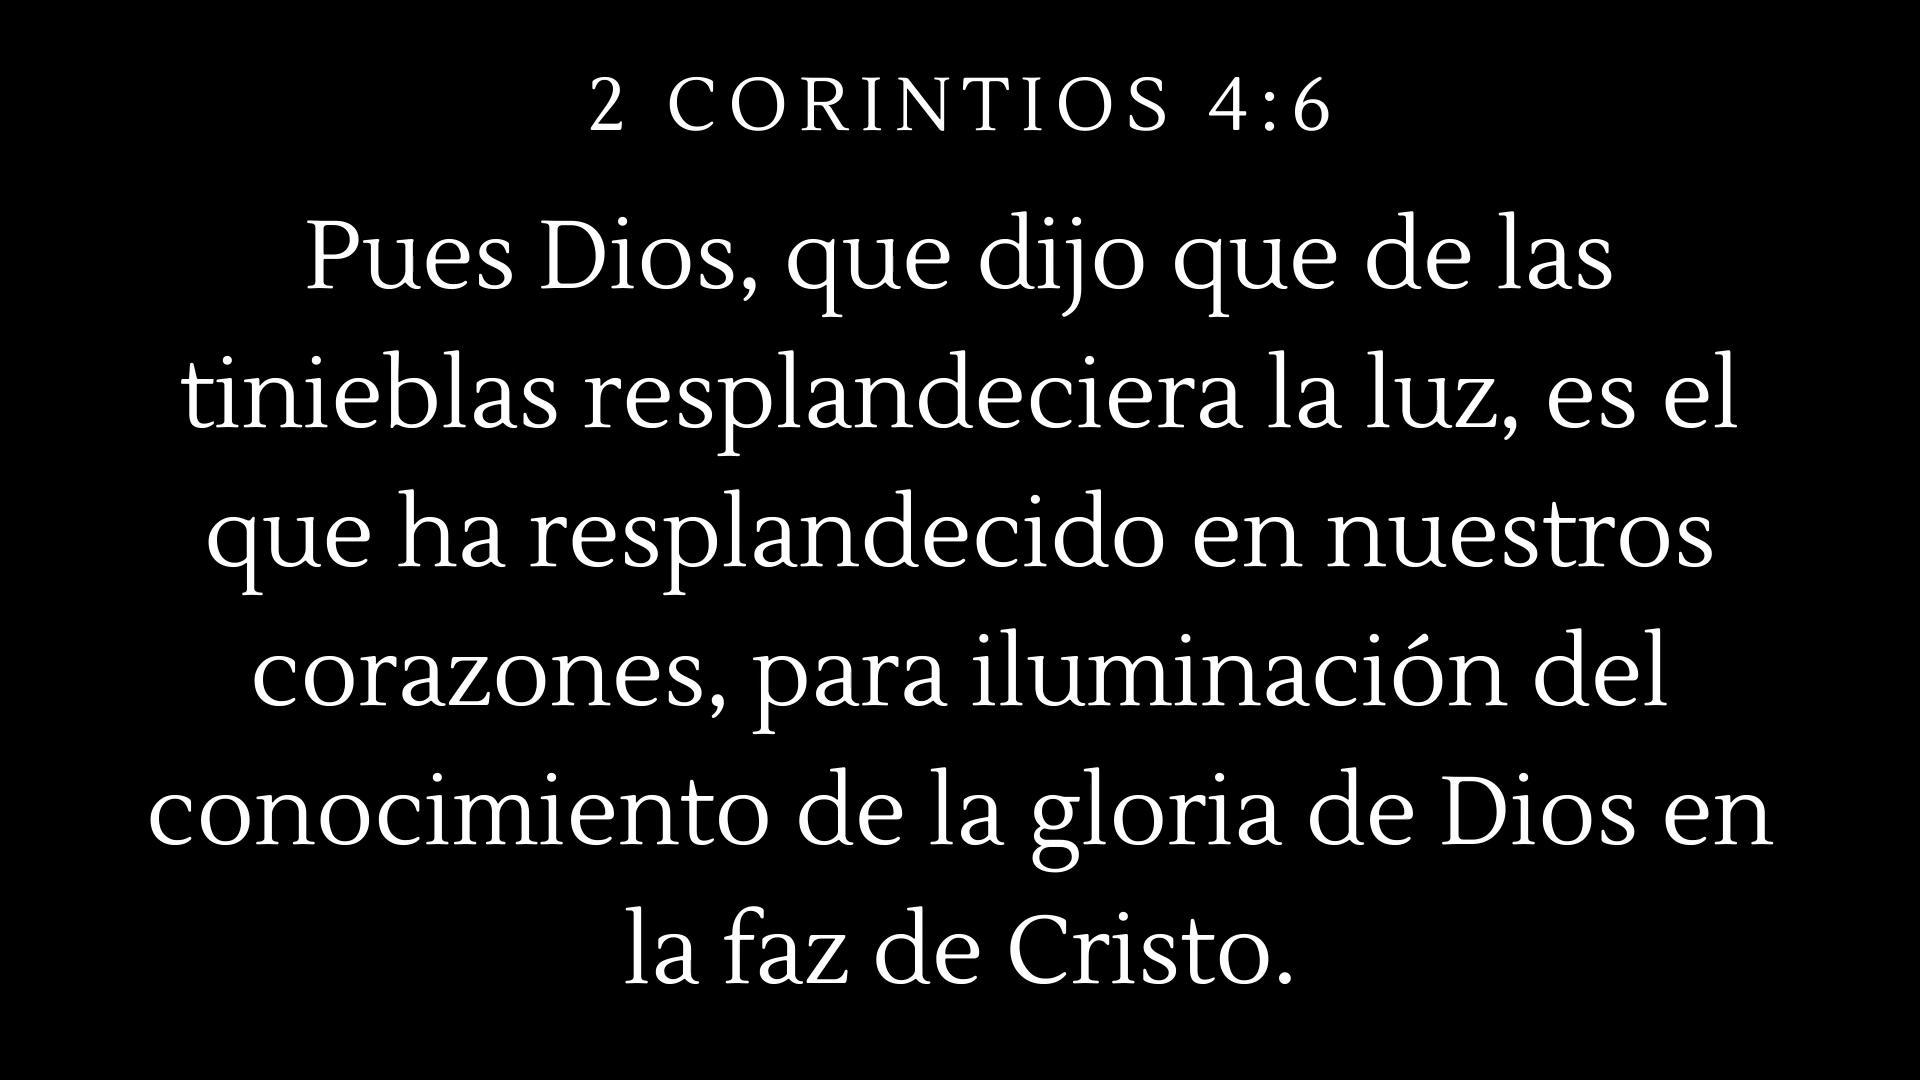 2 CORINTIOS 4:6
Pues Dios, que dijo que de las
tinieblas resplandeciera la luz, es el
que ha resplandecido en nuestros
corazones, para iluminación del
conocimiento de la gloria de Dios en
la faz de Cristo.